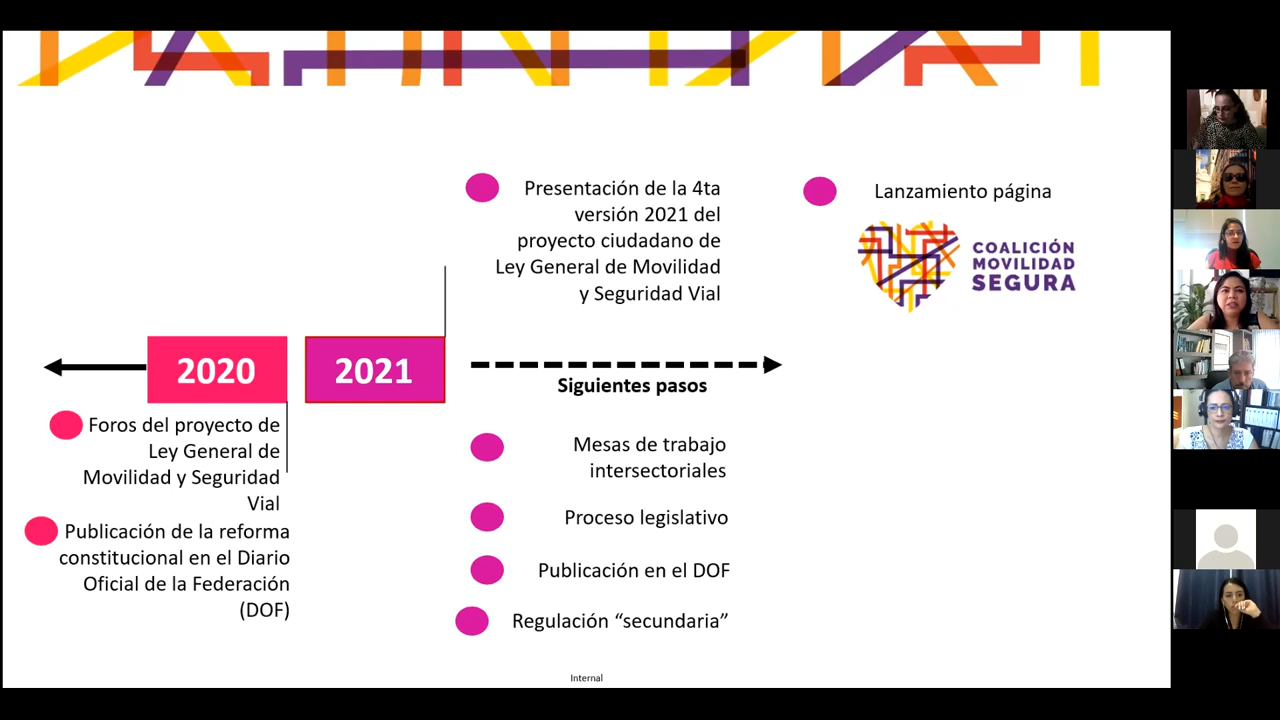 Presentación de la 4ta
versión 2021 del
proyecto ciudadano de
Ley General de Movilidad
y Seguridad Vial
Lanzamiento página
COALICIÓN
MOVILIDAD
SEGURA
2020
2021
Siguientes pasos
Foros del proyecto de
Ley General de
Movilidad y Seguridad
Vial
Publicación de la reforma
constitucional en el Diario
Oficial de la Federación
(DOF)
Mesas de trabajo
intersectoriales
Proceso legislativo
Publicación en el DOF
Regulación “secundaria”
Internal